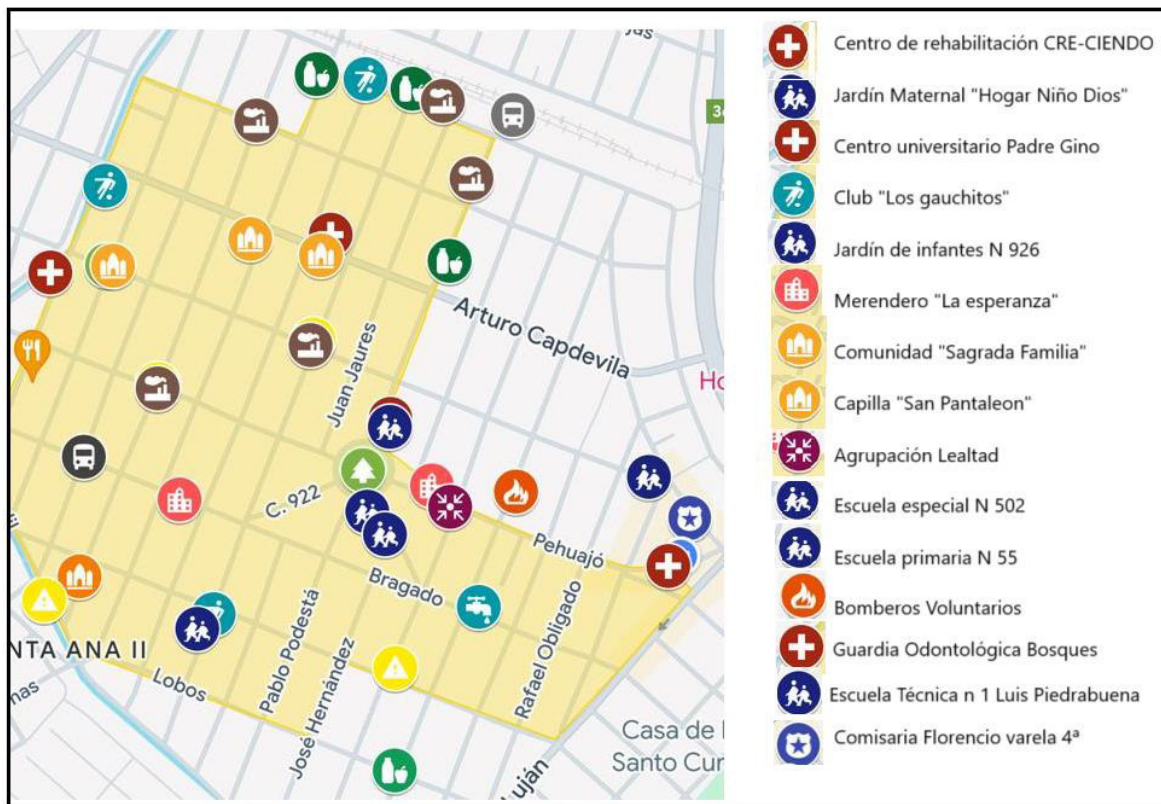 Arturo Capdevila
Juan Jaures
C. 922
Pehuajó
Bragado
Rafael Obligado
Pablo Podestá
José Hernández
NTA ANA II
Lobos
Casa de
Santo Cur
Luján
Ho
Centro de rehabilitación CRE-CIENDO
Jardín Maternal "Hogar Niño Dios"
Centro universitario Padre Gino
Club "Los gauchitos"
Jardín de infantes N 926
Merendero "La esperanza"
Comunidad "Sagrada Familia"
Capilla "San Pantaleon"
Agrupación Lealtad
Escuela especial N 502
Escuela primaria N 55
Bomberos Voluntarios
Guardia Odontológica Bosques
Escuela Técnica n 1 Luis Piedrabuena
Comisaria Florencio varela 4ª